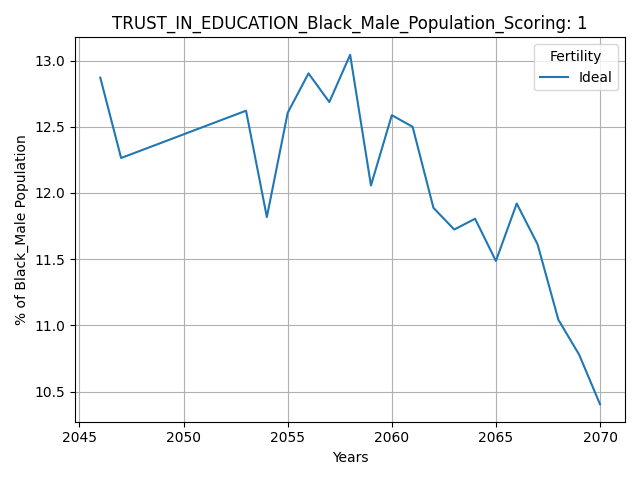 TRUST_IN_EDUCATION_Black_Male_Population_Scoring: 1
Fertility
Ideal
% of Black_Male Population
13.0
12.5
12.0
11.5
11.0
10.5
2045 2050 2055 2060 2065 2070
Years